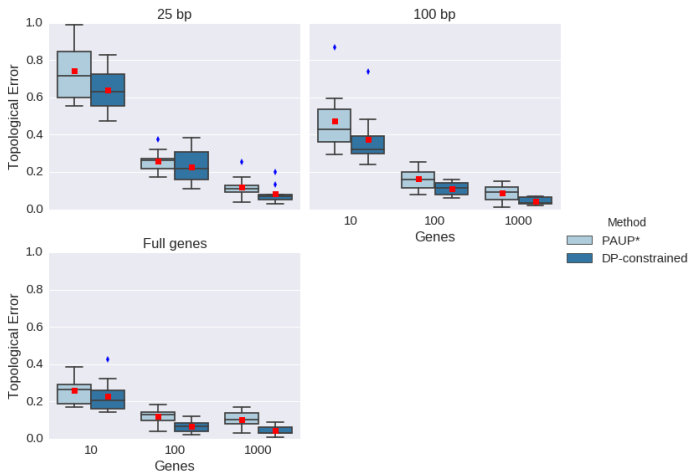 25 bp
100 bp
Topological Error
1.0
0.8
0.6
0.4
0.2
0.0
10
100
1000
Genes
Method
PAUP*
DP-constrained
Full genes
Topological Error
1.0
0.8
0.6
0.4
0.2
0.0
10
100
1000
Genes